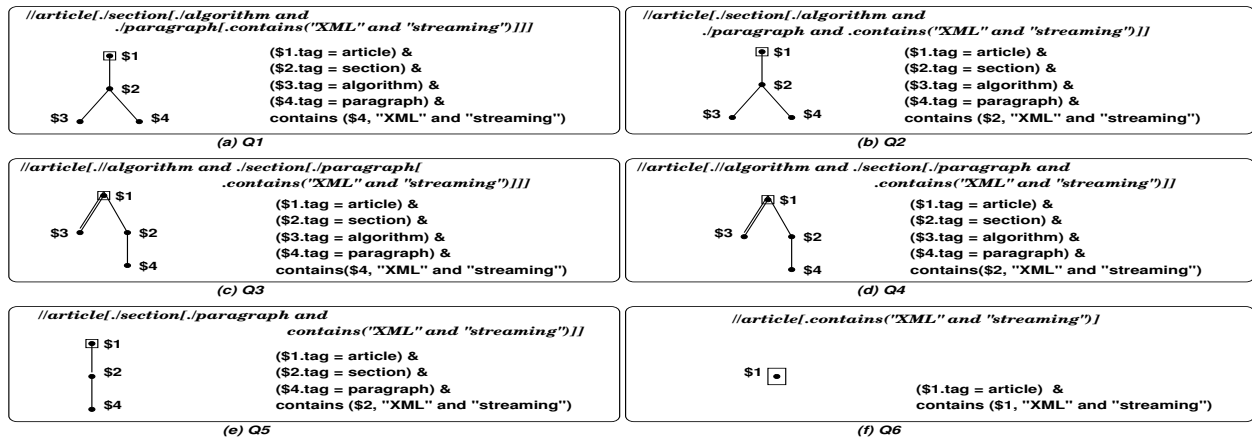 //article[./section[./algorithm and
./paragraph[.contains("XML" and "streaming")]]]
$1
$2
$3
$4
($1.tag = article) &
($2.tag = section) &
($3.tag = algorithm) &
($4.tag = paragraph) &
contains ($4, "XML" and "streaming")
(a) Q1
//article[./section[./algorithm and
./paragraph and .contains("XML" and "streaming")]]
$1
$2
$3
$4
($1.tag = article) &
($2.tag = section) &
($3.tag = algorithm) &
($4.tag = paragraph) &
contains ($2, "XML" and "streaming")
(b) Q2
//article[.//algorithm and ./section[./paragraph[
.contains("XML" and "streaming")]]]
$1
$3
$2
$4
($1.tag = article) &
($2.tag = section) &
($3.tag = algorithm) &
($4.tag = paragraph) &
contains($4, "XML" and "streaming")
(c) Q3
//article[.//algorithm and ./section[./paragraph and
.contains("XML" and "streaming")]]
$1
$3
$2
$4
($1.tag = article) &
($2.tag = section) &
($3.tag = algorithm) &
($4.tag = paragraph) &
contains($2, "XML" and "streaming")
(d) Q4
//article[./section[./paragraph and
contains("XML" and "streaming")]]
$1
$2
$4
($1.tag = article) &
($2.tag = section) &
($4.tag = paragraph) &
contains ($2, "XML" and "streaming")
(e) Q5
//article[.contains("XML" and "streaming")]
$1
($1.tag = article) &
contains ($1, "XML" and "streaming")
(f) Q6